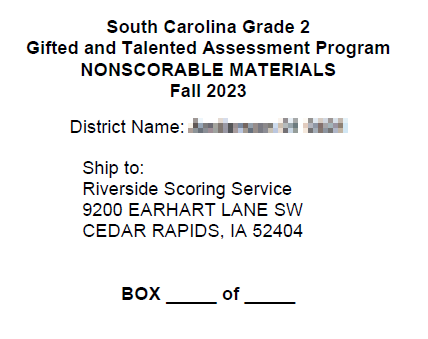 South Carolina Grade 2
Gifted and Talented Assessment Program
NONSCORABLE MATERIALS
Fall 2023
District Name:
Ship to:
Riverside Scoring Service
9200 EARHART LANE SW
CEDAR RAPIDS, IA 52404
BOX _____ of _____